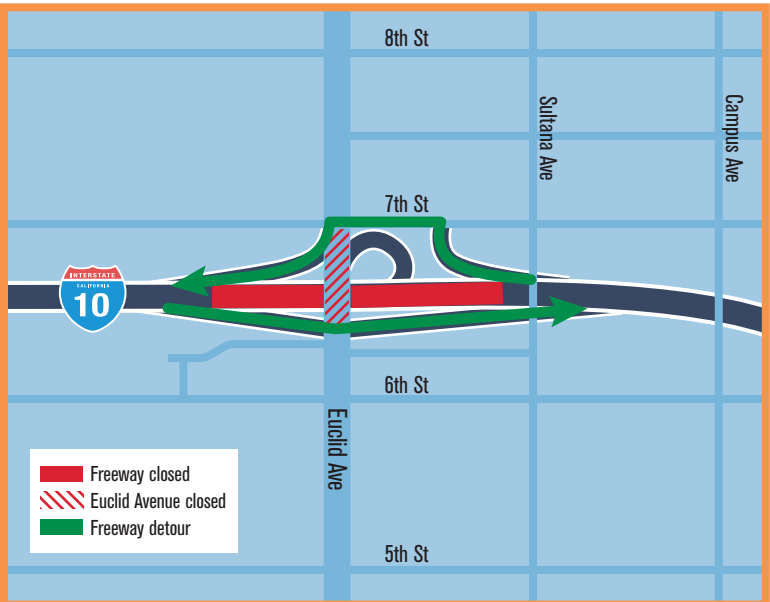 8th St
Sultana Ave
Campus Ave
7th St
INTERSTATE
CALIFORNIA
10
6th St
Euclid Ave
Freeway closed
Euclid Avenue closed
Freeway detour
5th St